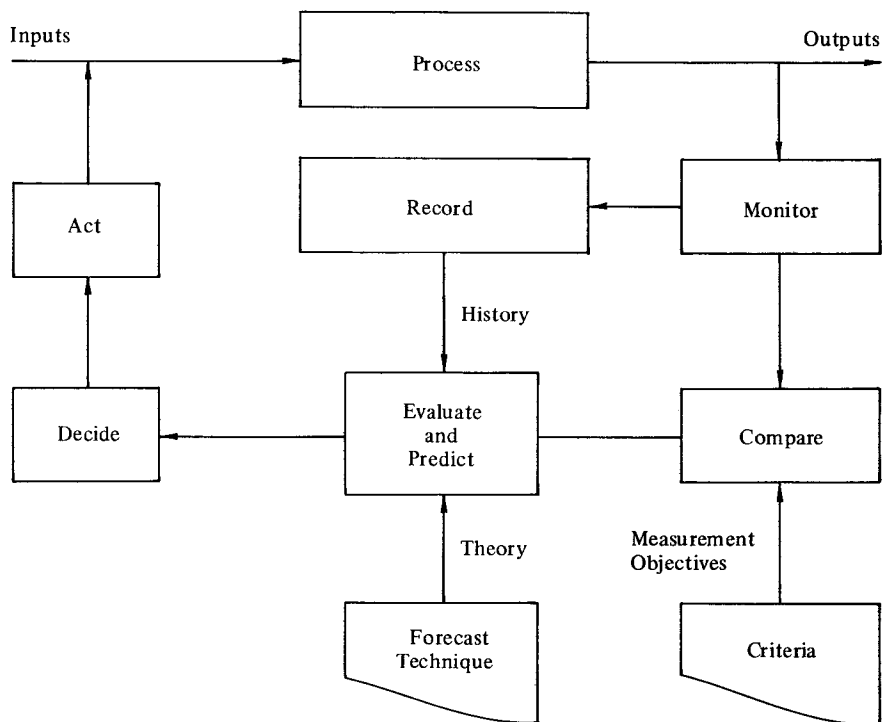 Inputs
Outputs
Process
Act
Record
Monitor
History
Decide
Evaluate
and
Predict
Compare
Theory
Measurement
Objectives
Forecast
Technique
Criteria